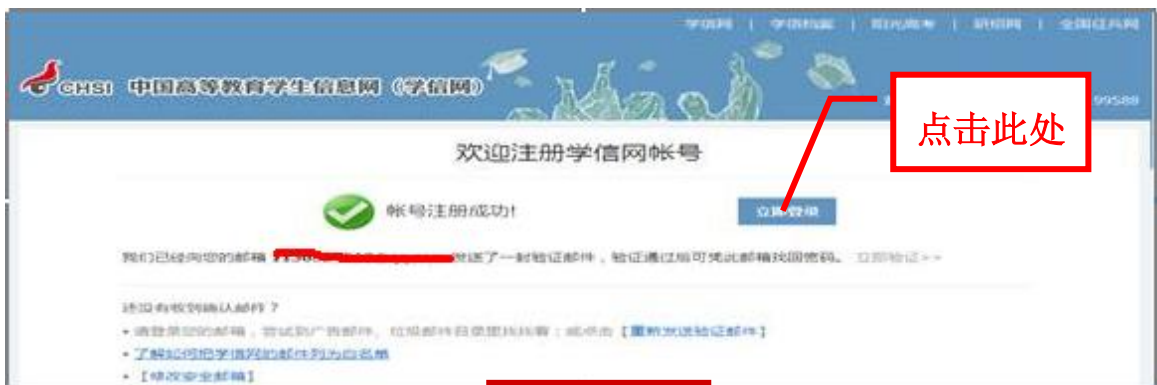 学信网 | 学信档案 | 阳光高考 | 研招网 | 全国征兵网
CHSI 中国高等教育学生信息网（学信网）
99588
点击此处
欢迎注册学信网帐号
帐号注册成功！
立即登录
我们已经向您的邮箱 发送了一封验证邮件，验证通过后可凭此邮箱找回密码。 立即验证>>
还没有收到确认邮件？
• 请登录您的邮箱，尝试到广告邮件、垃圾邮件目录里找找看；或点击【重新发送验证邮件】
• 了解如何把学信网的邮件列为白名单
• 【修改安全邮箱】